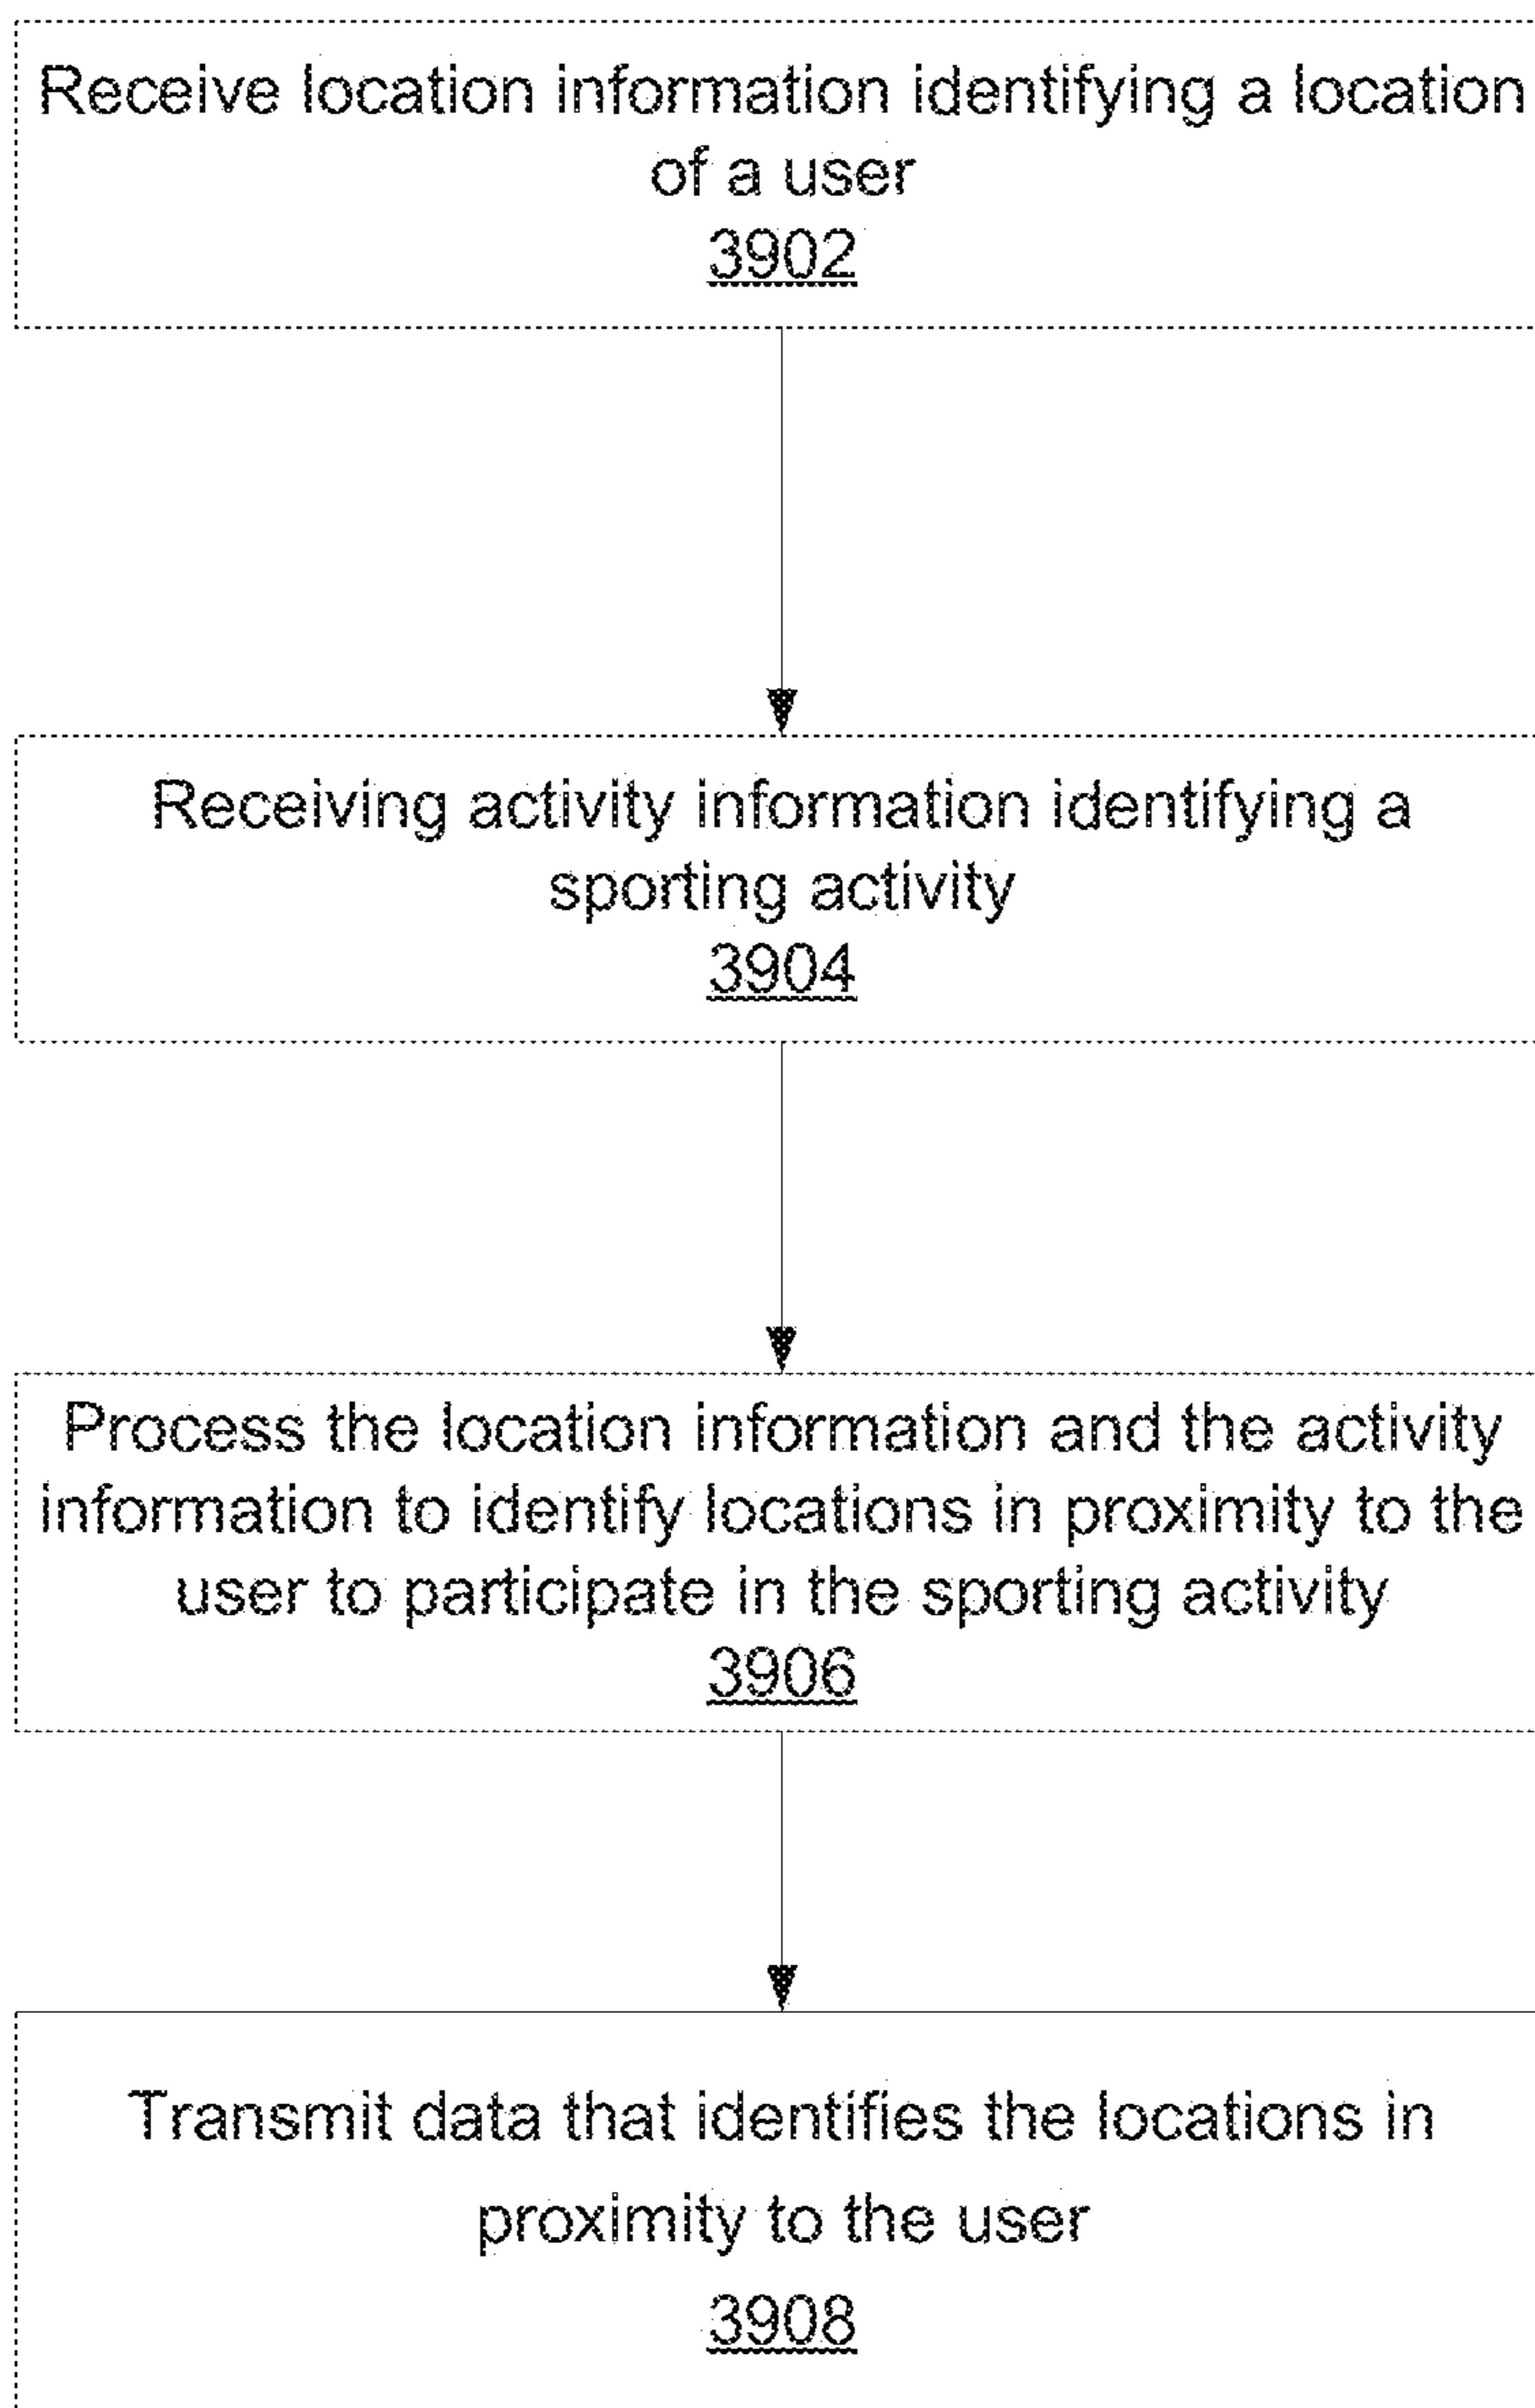 Receive location information identifying a location
of a user
3902
Receiving activity information identifying a
sporting activity
3904
Process the location information and the activity
information to identify locations in proximity to the
user to participate in the sporting activity
3906
Transmit data that identifies the locations in
proximity to the user
3908